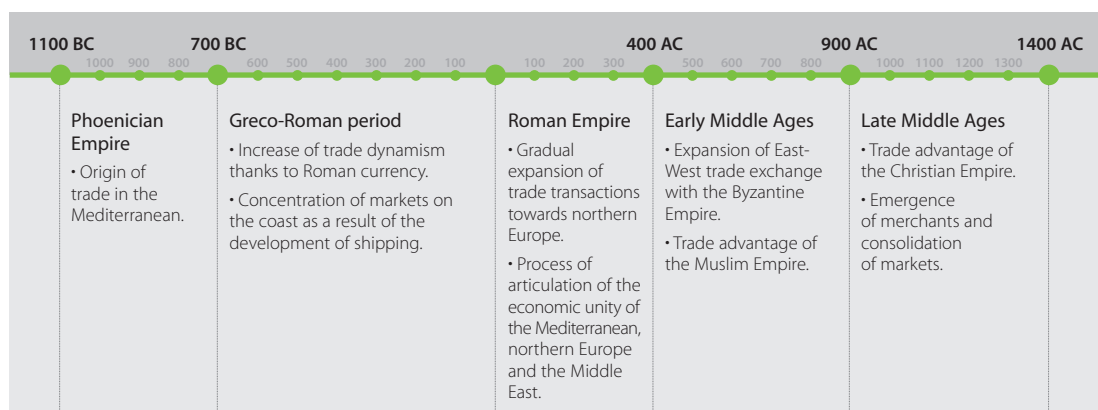 1100 BC 700 BC 400 AC 900 AC 1400 AC
1000 900 800 600 500 400 300 200 100 100 200 300 500 600 700 800 1000 1100 1200 1300
Phoenician
Empire
• Origin of
trade in the
Mediterranean.
Greco-Roman period
• Increase of trade dynamism
thanks to Roman currency.
• Concentration of markets on
the coast as a result of the
development of shipping.
Roman Empire
• Gradual
expansion of
trade transactions
towards northern
Europe.
• Process of
articulation of the
economic unity of
the Mediterranean,
northern Europe
and the Middle
East.
Early Middle Ages
• Expansion of East-
West trade exchange
with the Byzantine
Empire.
• Trade advantage of
the Muslim Empire.
Late Middle Ages
• Trade advantage of
the Christian Empire.
• Emergence
of merchants and
consolidation
of markets.